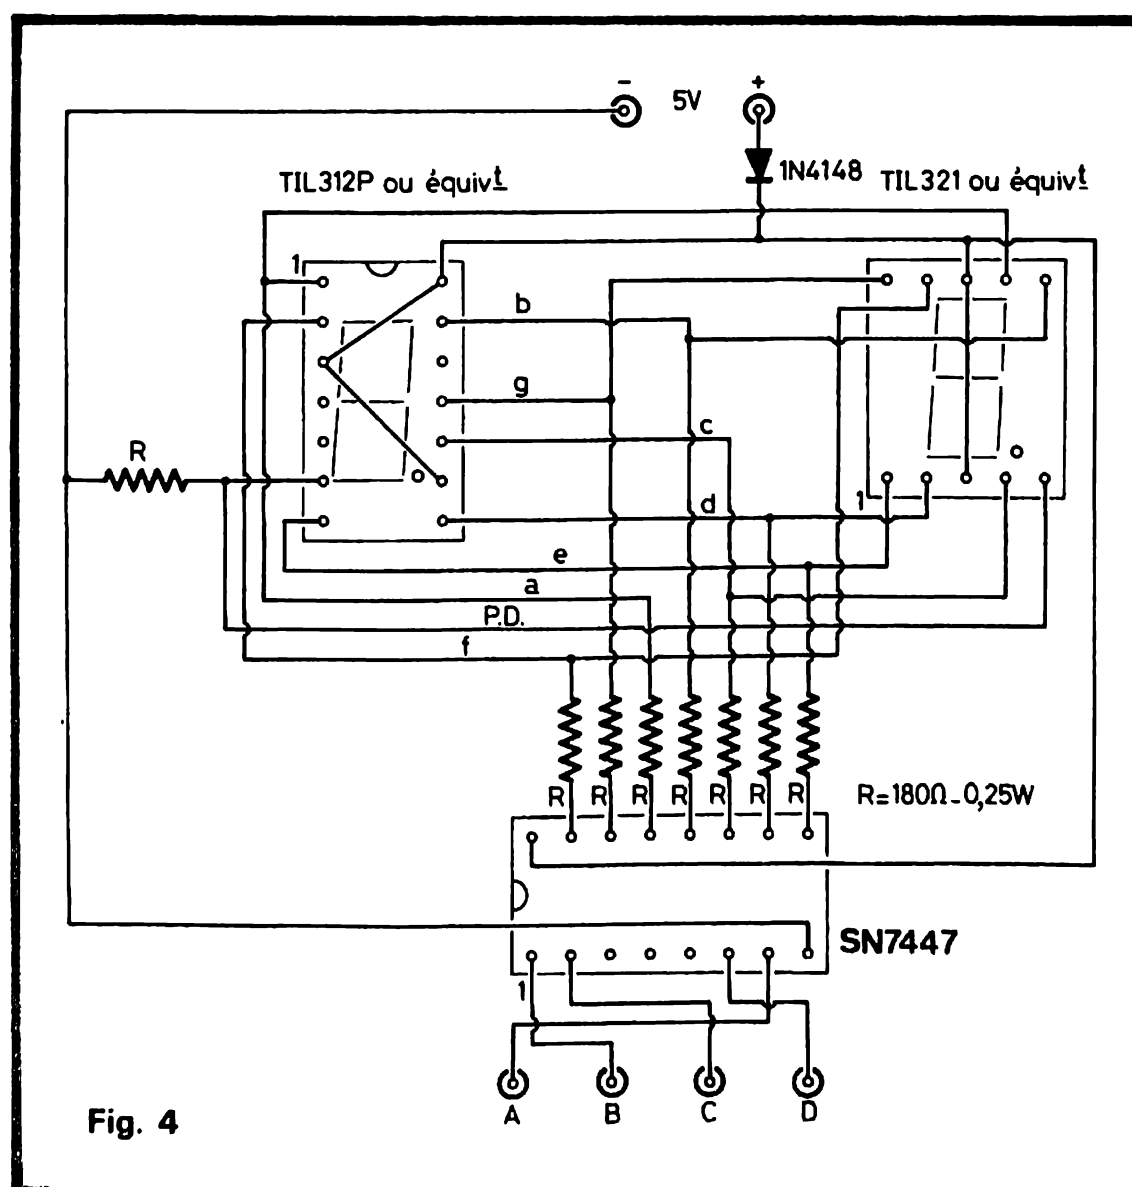 - 5V +
1N4148
TIL312P ou équivt
TIL321 ou équivt
1
b
g
c
R
d
1
e
a
P.D.
f
R R R R R R R
R=180Ω-0,25W
SN7447
1
A B C D
Fig. 4